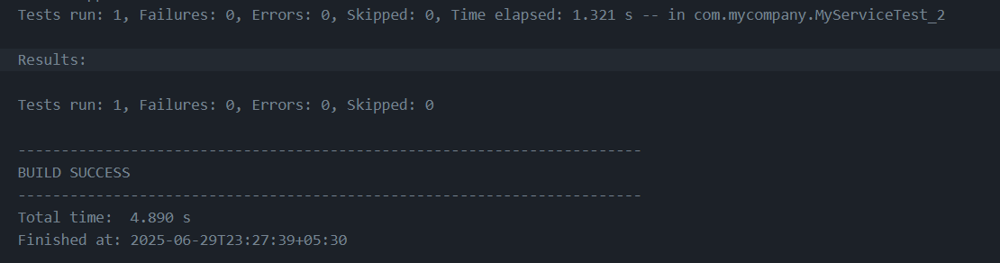 Tests run: 1, Failures: 0, Errors: 0, Skipped: 0, Time elapsed: 1.321 s -- in com.mycompany.MyServiceTest_2
Results:
Tests run: 1, Failures: 0, Errors: 0, Skipped: 0
------------------------------------------------------------------------
BUILD SUCCESS
------------------------------------------------------------------------
Total time:  4.890 s
Finished at: 2025-06-29T23:27:39+05:30